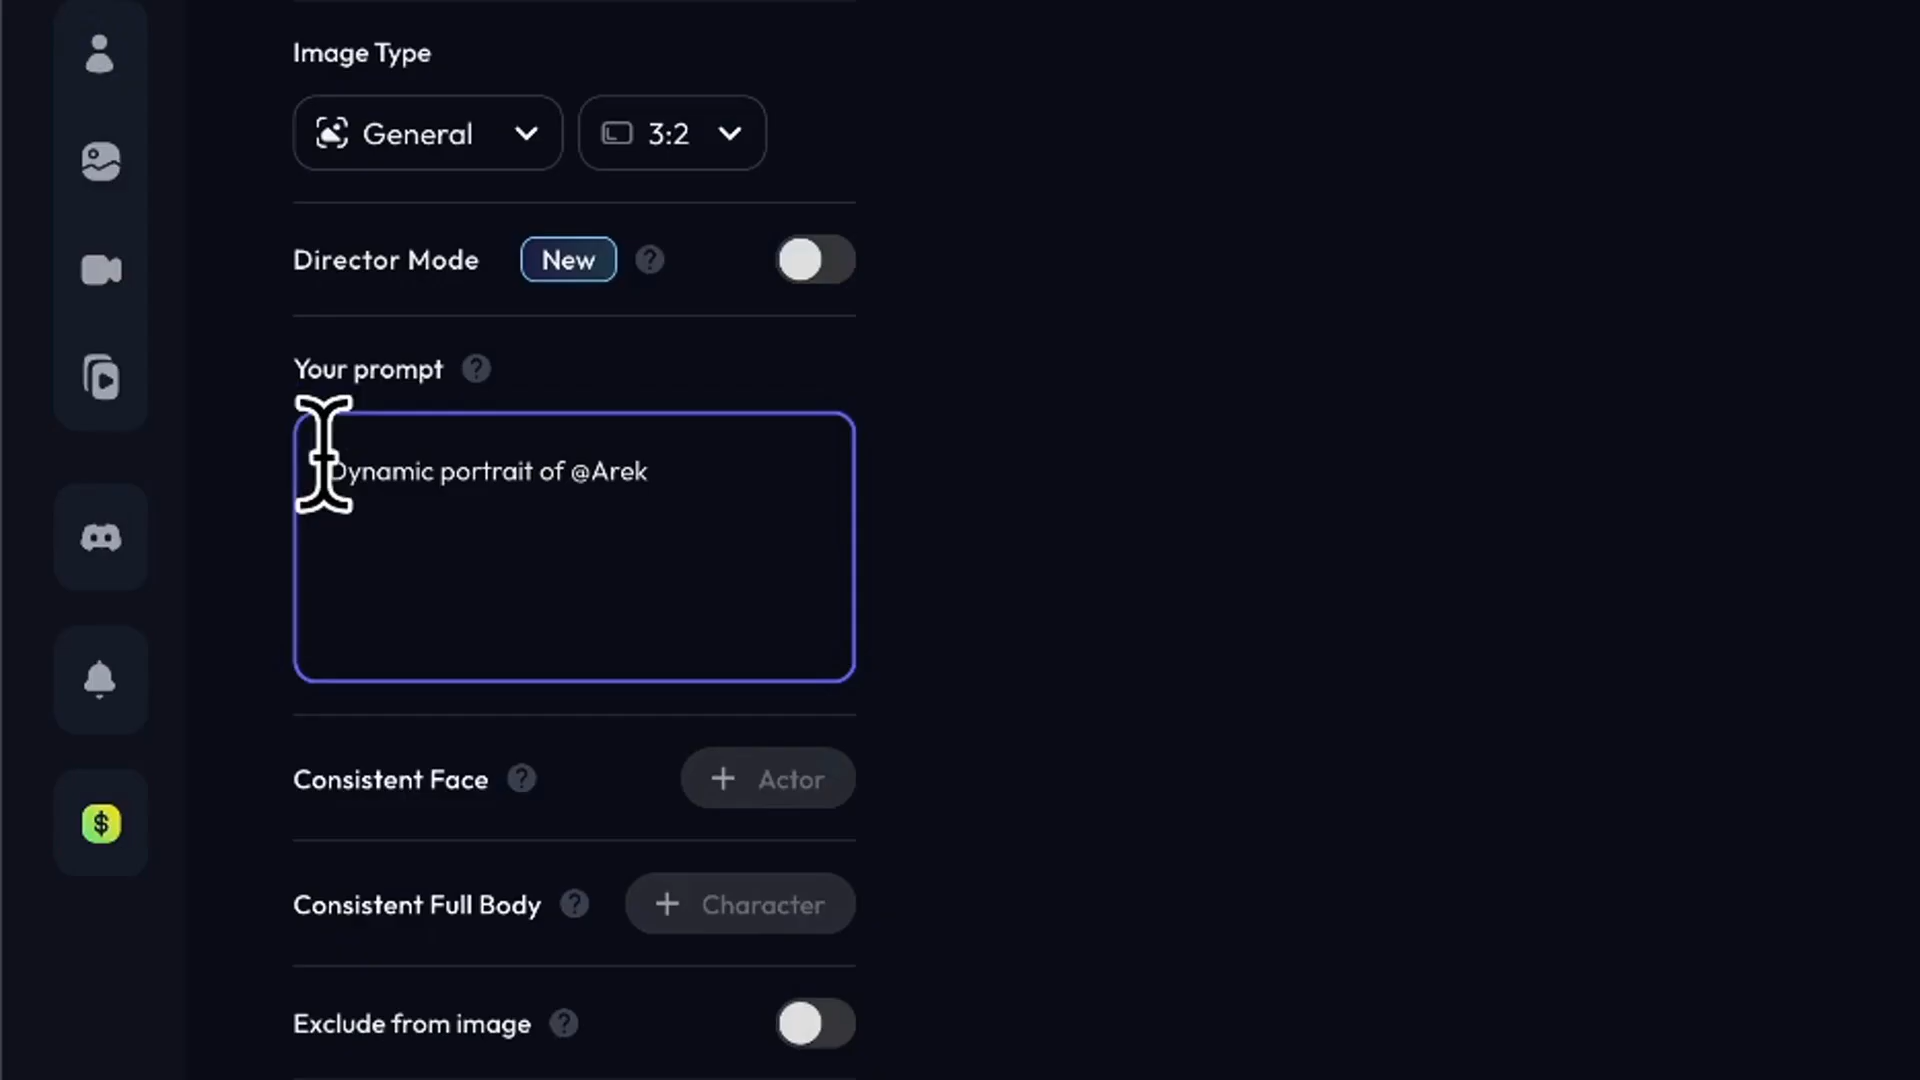 Image Type
General
3:2
Director Mode
New
Your prompt
Dynamic portrait of @Arek
Consistent Face
+ Actor
Consistent Full Body
+ Character
Exclude from image